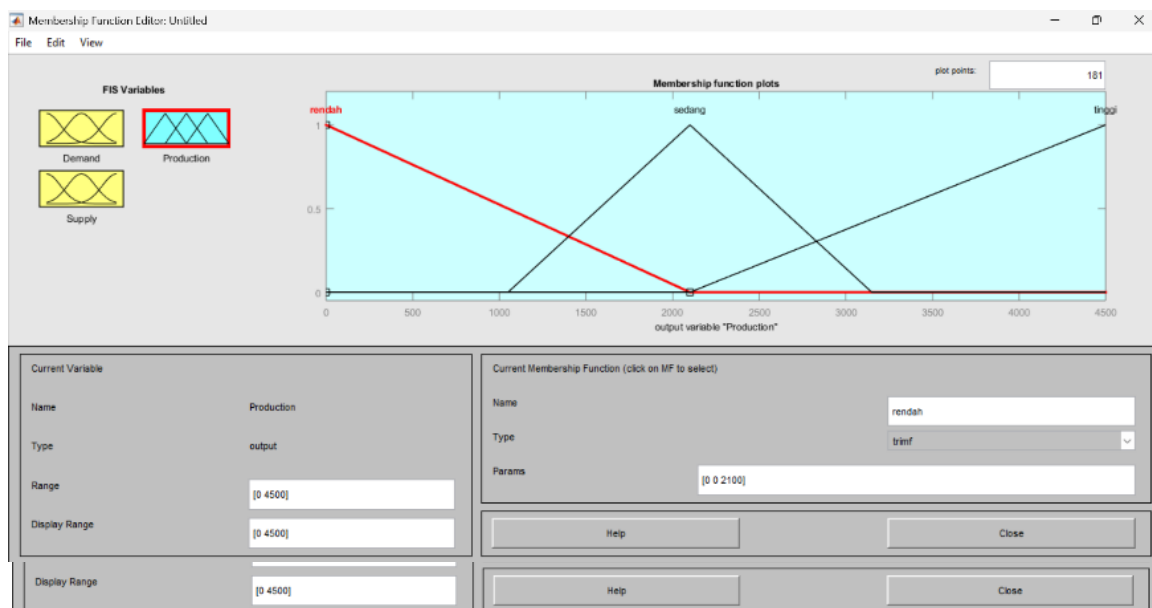 Membership Function Editor: Untitled
File Edit View
FIS Variables
Demand
Production
Supply
plot points:
181
Membership function plots
rendah
sedang
tinggi
1
0.5
0
0 500 1000 1500 2000 2500 3000 3500 4000 4500
output variable "Production"
Current Variable
Name Production
Type output
Range [0 4500]
Display Range [0 4500]
Current Membership Function (click on MF to select)
Name rendah
Type trimf
Params [0 0 2100]
Help Close
Display Range [0 4500]
Help Close